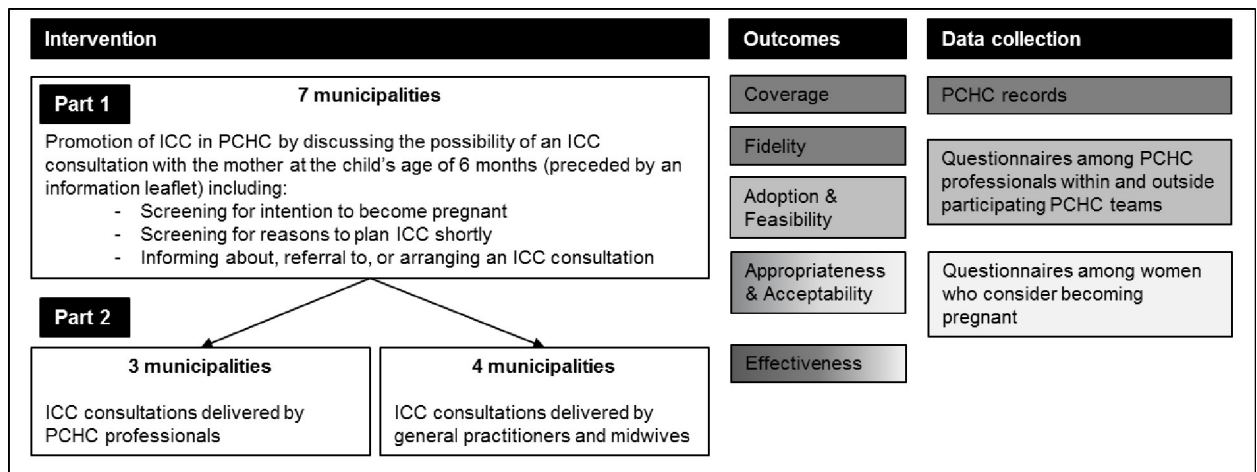 Intervention
Part 1
7 municipalities
Promotion of ICC in PCHC by discussing the possibility of an ICC
consultation with the mother at the child's age of 6 months (preceded by an
information leaflet) including:
- Screening for intention to become pregnant
- Screening for reasons to plan ICC shortly
- Informing about, referral to, or arranging an ICC consultation
Part 2
3 municipalities
ICC consultations delivered by
PCHC professionals
4 municipalities
ICC consultations delivered by
general practitioners and midwives
Outcomes
Coverage
Fidelity
Adoption &
Feasibility
Appropriateness
& Acceptability
Effectiveness
Data collection
PCHC records
Questionnaires among PCHC
professionals within and outside
participating PCHC teams
Questionnaires among women
who consider becoming
pregnant